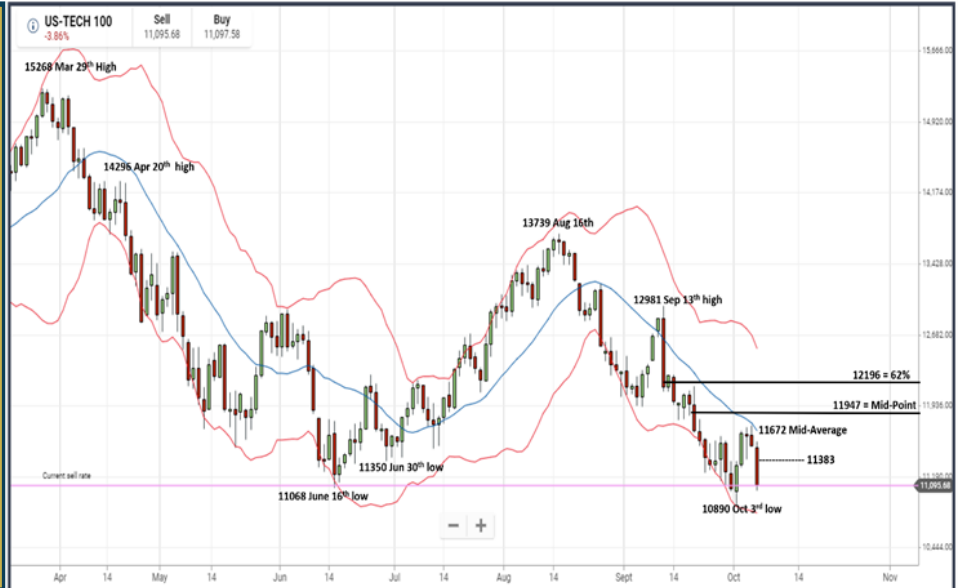 US-TECH 100
-3.86%
Sell
11,095.68
Buy
11,097.58
15268 Mar 29th High
14296 Apr 20th high
13739 Aug 16th
12981 Sep 13th high
12196 = 62%
11947 = Mid-Point
11672 Mid-Average
11383
11350 Jun 30th low
Current sell rate
11068 June 16th low
10890 Oct 3rd low
15,666.00
14,920.00
14,174.00
13,428.00
12,682.00
11,936.00
11,095.68
10,444.00
− +
Apr 14 May 14 Jun 14 Jul 14 Aug 14 Sept 14 Oct 14 Nov